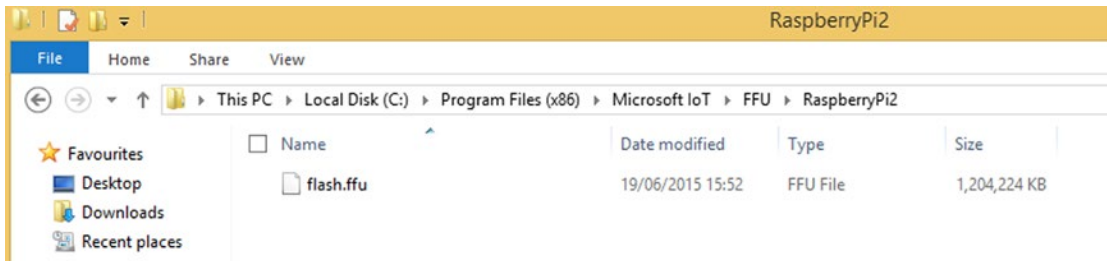 RaspberryPi2
File Home Share View
This PC Local Disk (C:) Program Files (x86) Microsoft IoT FFU RaspberryPi2
Favourites
Desktop
Downloads
Recent places
Name Date modified Type Size
flash.ffu 19/06/2015 15:52 FFU File 1,204,224 KB